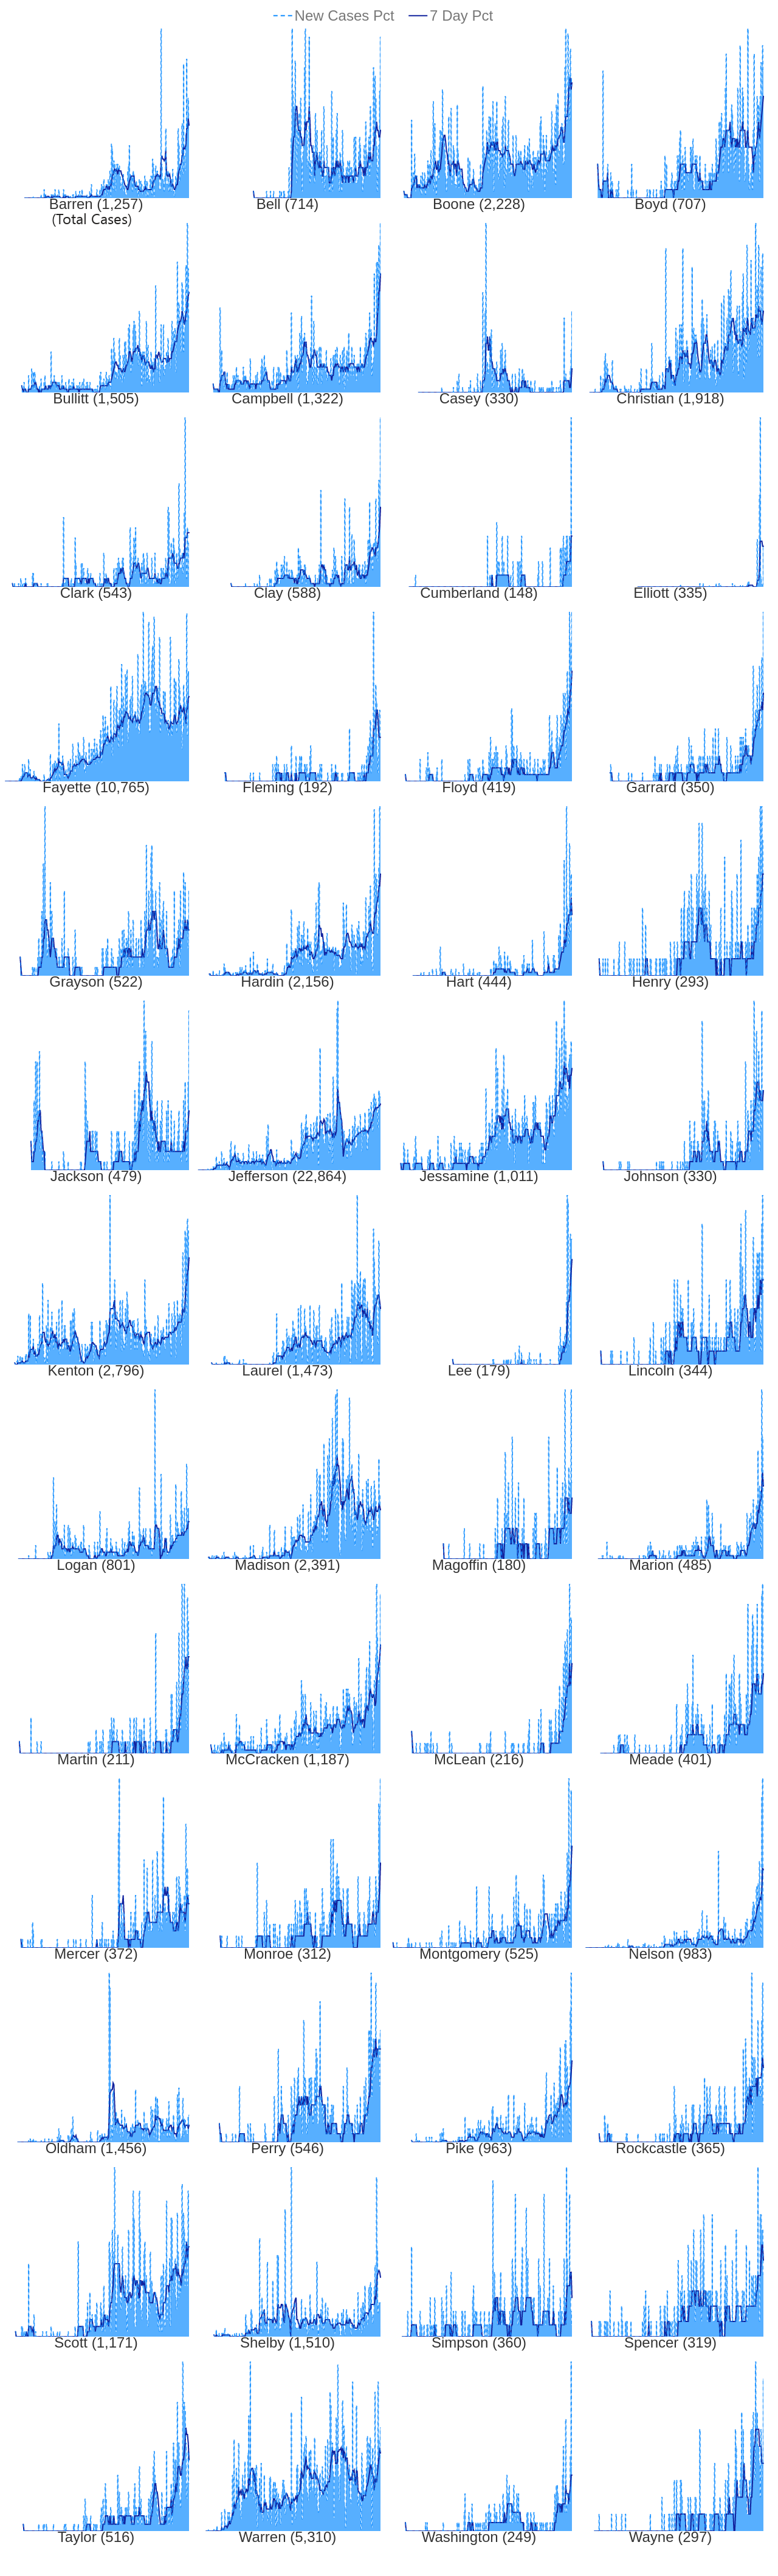 New Cases Pct 7 Day Pct
Barren (1,257) Bell (714) Boone (2,228) Boyd (707)
(Total Cases)
Bullitt (1,505) Campbell (1,322) Casey (330) Christian (1,918)
Clark (543) Clay (588) Cumberland (148) Elliott (335)
Fayette (10,765) Fleming (192) Floyd (419) Garrard (350)
Grayson (522) Hardin (2,156) Hart (444) Henry (293)
Jackson (479) Jefferson (22,864) Jessamine (1,011) Johnson (330)
Kenton (2,796) Laurel (1,473) Lee (179) Lincoln (344)
Logan (801) Madison (2,391) Magoffin (180) Marion (485)
Martin (211) McCracken (1,187) McLean (216) Meade (401)
Mercer (372) Monroe (312) Montgomery (525) Nelson (983)
Oldham (1,456) Perry (546) Pike (963) Rockcastle (365)
Scott (1,171) Shelby (1,510) Simpson (360) Spencer (319)
Taylor (516) Warren (5,310) Washington (249) Wayne (297)